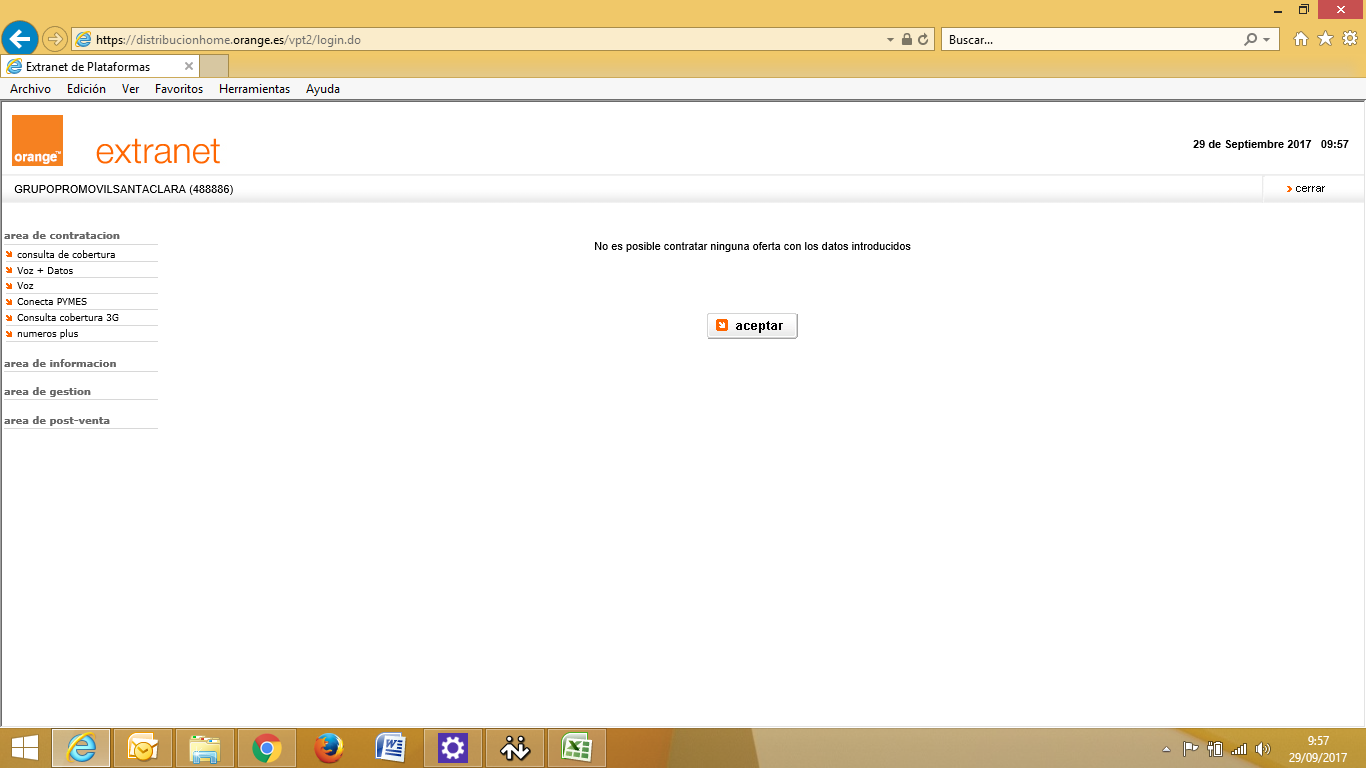 https://distribucionhome.orange.es/vpt2/login.do
Buscar...
Extranet de Plataformas
Archivo Edición Ver Favoritos Herramientas Ayuda
orange™
extranet
29 de Septiembre 2017 09:57
GRUPOPROMOVILSANTACLARA (488886)
cerrar
area de contratacion
consulta de cobertura
Voz + Datos
Voz
Conecta PYMES
Consulta cobertura 3G
numeros plus
area de informacion
area de gestion
area de post-venta
No es posible contratar ninguna oferta con los datos introducidos
aceptar
9:57
29/09/2017